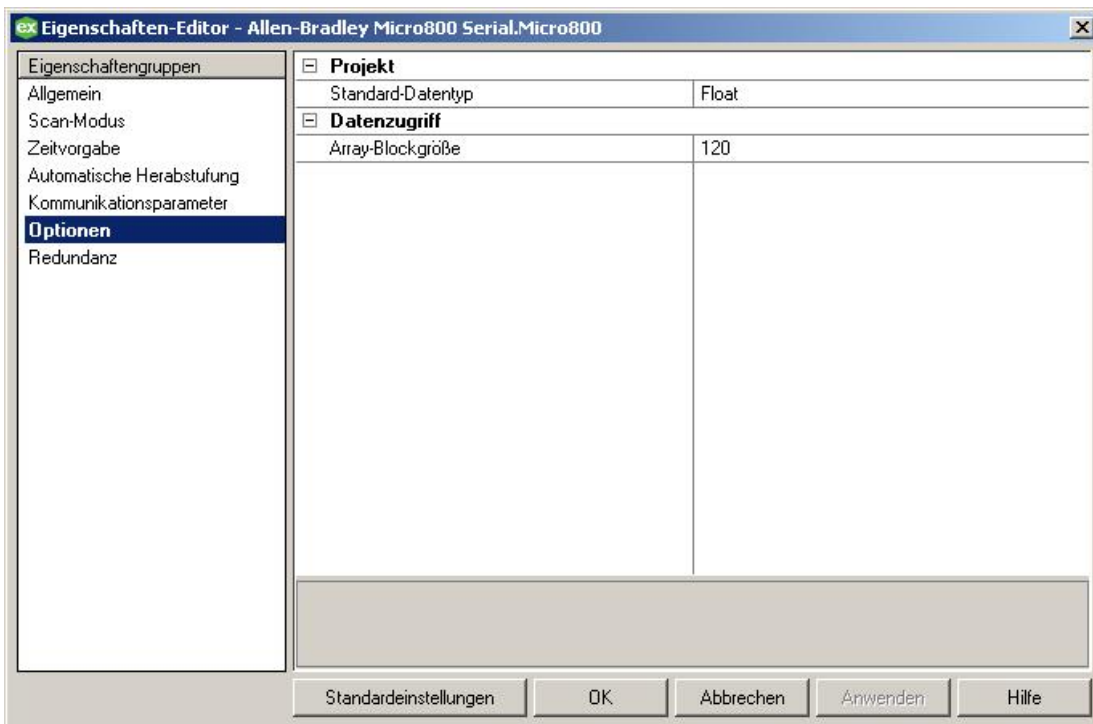 ex Eigenschaften-Editor - Allen-Bradley Micro800 Serial.Micro800
Eigenschaftengruppen
Allgemein
Scan-Modus
Zeitvorgabe
Automatische Herabstufung
Kommunikationsparameter
Optionen
Redundanz
Projekt
Standard-Datentyp Float
Datenzugriff
Array-Blockgröße 120
Standardeinstellungen OK Abbrechen Anwenden Hilfe